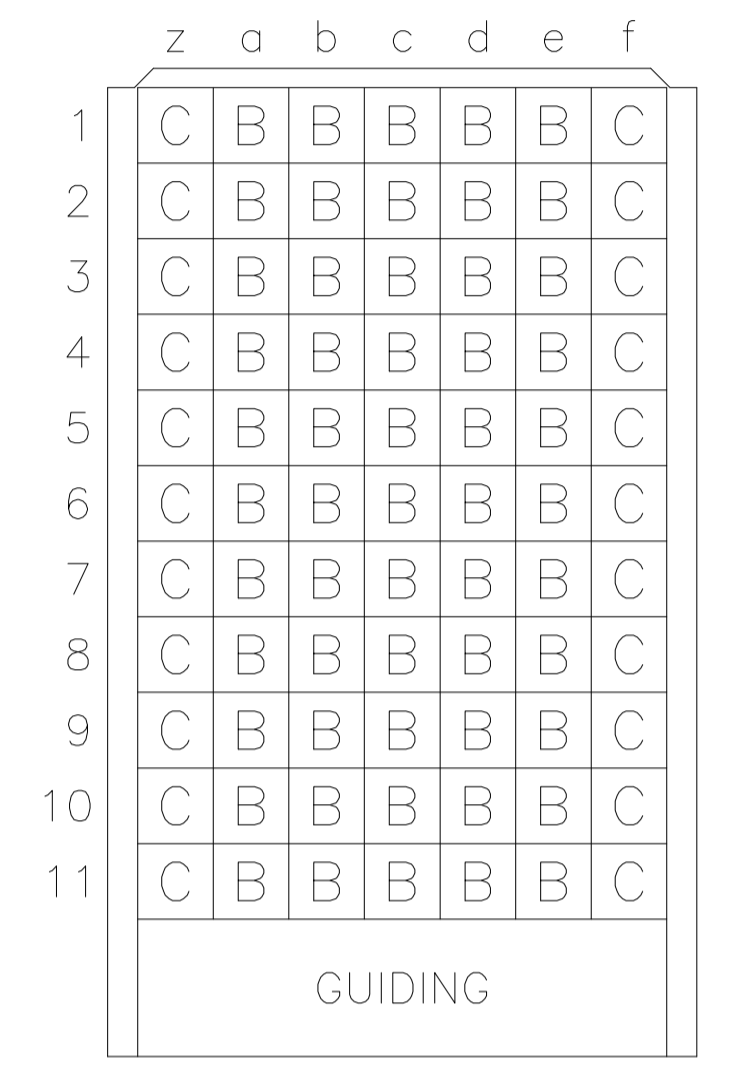 z a b c d e f
1 C B B B B B C
2 C B B B B B C
3 C B B B B B C
4 C B B B B B C
5 C B B B B B C
6 C B B B B B C
7 C B B B B B C
8 C B B B B B C
9 C B B B B B C
10 C B B B B B C
11 C B B B B B C
GUIDING